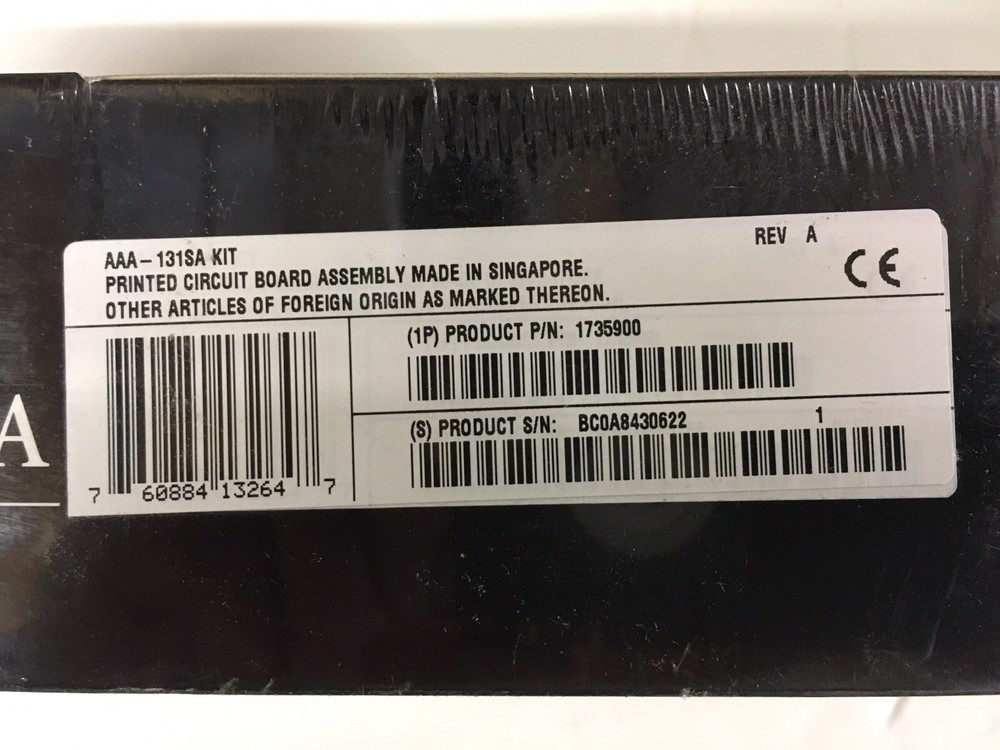 AAA-131SA KIT
REV A
PRINTED CIRCUIT BOARD ASSEMBLY MADE IN SINGAPORE.
OTHER ARTICLES OF FOREIGN ORIGIN AS MARKED THEREON.
CE
(1P) PRODUCT P/N: 1735900
(S) PRODUCT S/N: BC0A8430622 1
7 60884 13264 7
A